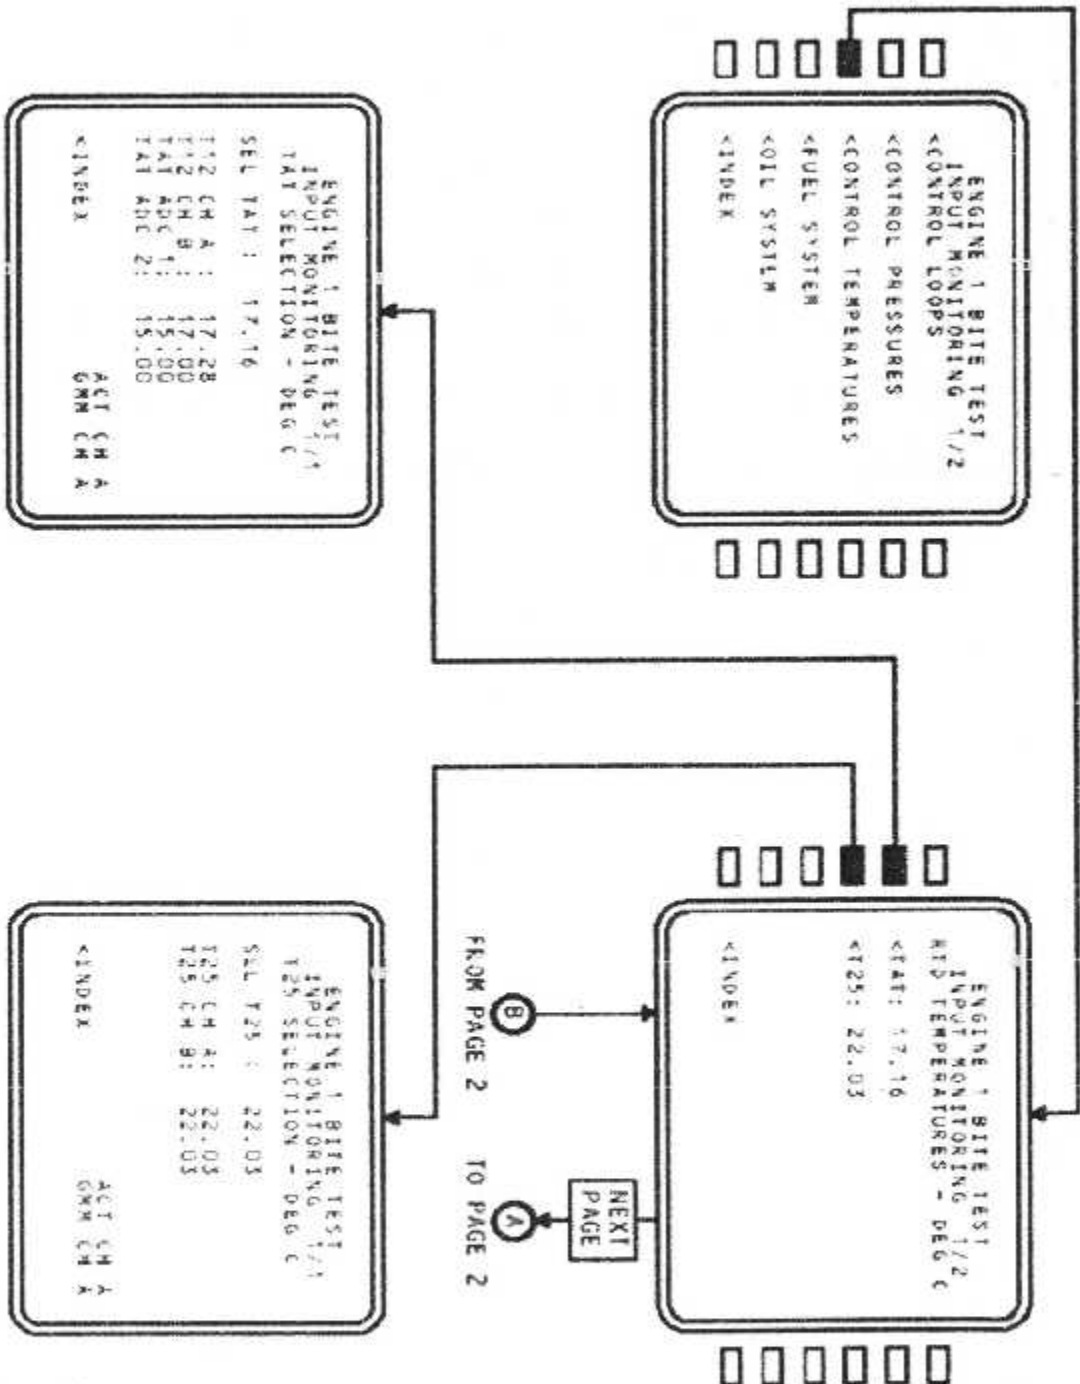 ENGINE 1 BITE TEST
INPUT MONITORING 1/2
<CONTROL LOOPS
<CONTROL PRESSURES
<CONTROL TEMPERATURES
<FUEL SYSTEM
<OIL SYSTEM
<INDEX
ENGINE 1 BITE TEST
INPUT MONITORING 1/2
RTD TEMPERATURES - DEG C
<TAT: 17.16
<T25: 22.03
<INDEX
FROM PAGE 2
B
NEXT
PAGE
A
TO PAGE 2
ENGINE 1 BITE TEST
INPUT MONITORING 1/1
TAT SELECTION - DEG C
SEL TAT : 17.16
T12 CH A : 17.28
T12 CH B : 17.00
TAT ADC 1: 15.00
TAT ADC 2: 15.00
ACT CH A
<INDEX GMM CH A
ENGINE 1 BITE TEST
INPUT MONITORING 1/1
T25 SELECTION - DEG C
SEL T25 : 22.03
T25 CH A: 22.03
T25 CH B: 22.03
ACT CH A
<INDEX GMM CH A